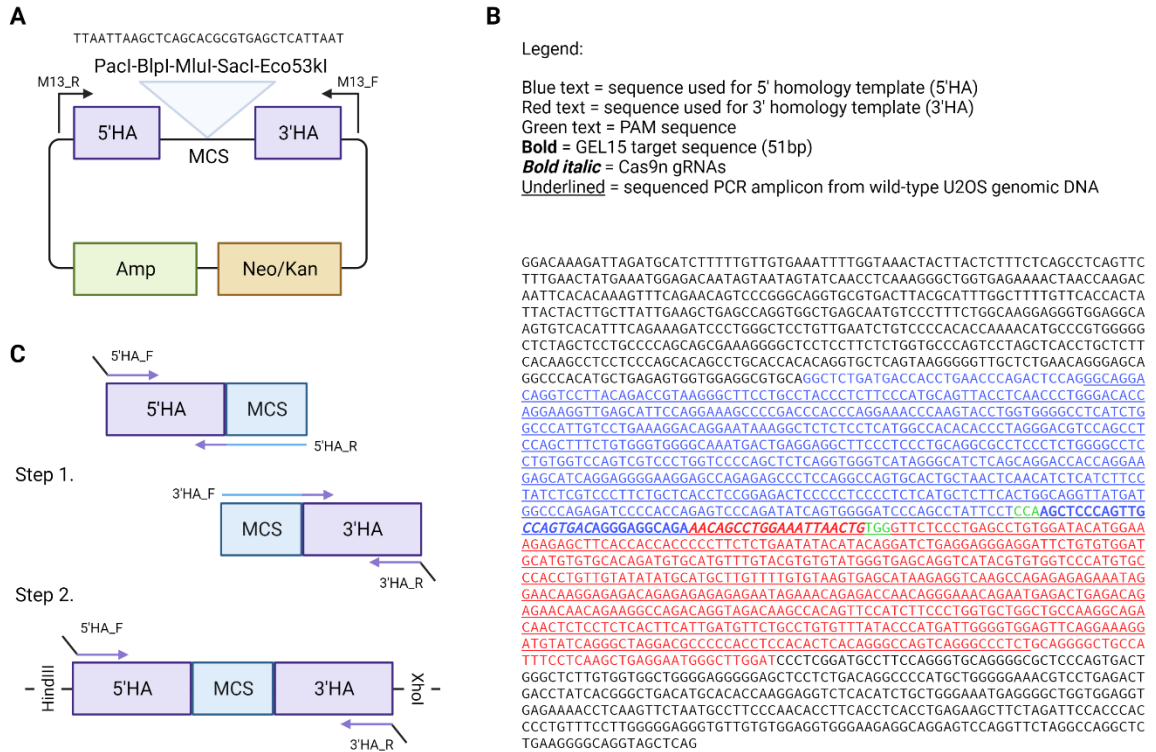 A
TTAATTAAGCTCAGCACGCGTGAGCTCATTAAT
PacI-BlpI-MluI-SacI-Eco53kI
M13_R
M13_F
5'HA
3'HA
MCS
Amp
Neo/Kan
B
Legend:
Blue text = sequence used for 5' homology template (5'HA)
Red text = sequence used for 3' homology template (3'HA)
Green text = PAM sequence
Bold = GEL15 target sequence (51bp)
Bold italic = Cas9n gRNAs
Underlined = sequenced PCR amplicon from wild-type U2OS genomic DNA
GGACAAAGATTAGATGCATCTTTTTGTTGTGAAATTTTGGTAAACTACTTACTCTTTCTCAGCCTCAGTTC
TTTGAACTATGAAATGGAGACAATAGTAATAGTATCAACCTCAAAGGGCTGGTGAGAAAACTAACCAAGAC
AATTCACACAAAGTTTCAGAACAGTCCCGGGCAGGTGCGTGACTTACGCATTTGGCTTTTGTTCACCACTA
TTACTACTTGCTTATTGAAGCTGAGCCAGGTGGCTGAGCAATGTCCCTTTCTGGCAAGGAGGGTGGAGGCA
AGTGTCACATTTCAGAAAGATCCCTGGGCTCCTGTTGAATCTGTCCCCACACCAAAACATGCCCGTGGGGG
CTCTAGCTCCTGCCCCAGCAGCGAAAGGGGCTCCTCCTTCTCTGGTGCCCAGTCCTAGCTCACCTGCTCTT
CACAAGCCTCCTCCCAGCACAGCCTGCACCACACAGGTGCTCAGTAAGGGGGTTGCTCTGAACAGGGAGCA
GGCCCACATGCTGAGAGTGGTGGAGGCGTGCAGGCTCTGATGACCACCTGAACCCAGACTCCAGGGCAGGA
CAGGTCCTTACAGACCGTAAGGGCTTCCTGCCTACCCTCTTCCCATGCAGTTACCTCAACCCTGGGACACC
AGGAAGGTTGAGCATTCCAGGAAAGCCCCGACCCACCCAGGAAACCCAAGTACCTGGTGGGGCCTCATCTG
GCCCATTGTCCTGAAAGGACAGGAATAAAGGCTCTCTCCTCATGGCCACACACCCTAGGGACGTCCAGCCT
CCAGCTTTCTGTGGGTGGGGCAAATGACTGAGGAGGCTTCCCTCCCTGCAGGCGCCTCCCTCTGGGGCCTC
CTGTGGTCCAGTCGTCCCTGGTCCCCAGCTCTCAGGTGGGTCATAGGGCATCTCAGCAGGACCACCAGGAA
GAGCATCAGGAGGGGAAGGAGCCAGAGAGCCCTCCAGGCCAGTGCACTGCTAACTCAACATCTCATCTTCC
TATCTCGTCCCTTCTGCTCACCTCCGGAGACTCCCCCTCCCCCTCTCATGCTCTTCACTGGCAGGTTATGAT
GGCCCAGAGATCCCACCAGAGTCCCAGATATCAGTGGGGATCCCAGCCTATTCCTCCAAGCTCCCAGTTG
CCAGTGACAGGGAGGCAGAAACAGCCTGGAAATTAACTGTGGGTTCTCCCTGAGCCTGTGGATACATGGAA
AGAGAGCTTCACCACCACCCCCTTCTCTGAATATACATACAGGATCTGAGGAGGGAGGATTCTGTGTGGAT
GCATGTGTGCACAGATGTGCATGTTTGTACGTGTGTATGGGTGAGCAGGTCATACGTGTGGTCCCATGTGC
CCACCTGTTGTATATATGCATGCTTGTTTTGTGTAAGTGAGCATAAGAGGTCAAGCCAGAGAGAGAAATAG
GAACAAGGAGAGACAGAGAGAGAGAGAATAGAAACAGAGACCAACAGGGAAACAGAATGAGACTGAGACAG
AGAACAACAGAAGGCCAGACAGGTAGACAAGCCACAGTTCCATCTTCCCTGGTGCTGGCTGCCAAGGCAGA
CAACTCTCCTCTCACTTCATTGATGTTCTGCCTGTGTTTATACCCATGATTGGGGTGGAGTTCAGGAAAGG
ATGTATCAGGGCTAGGACGCCCCCACCTCCACACTCACAGGGCCAGTCAGGGCCCTCTGCAGGGGCTGCCA
TTTCCTCAAGCTGAGGAATGGGCTTGGATCCCTCGGATGCCTTCCAGGGTGCAGGGGCGCTCCCAGTGACT
GGGCTCTTGTGGTGGCTGGGGAGGGGGAGCTCCTCTGACAGGCCCCATGCTGGGGGAAACGTCCTGAGACT
GACCTATCACGGGCTGACATGCACACCAAGGAGGTCTCACATCTGCTGGGAAATGAGGGGCTGGTGGAGGT
GAGAAAACCTCAAGTTCTAATGCCTTCCCAACACCTTCACCTCACCTGAGAAGCTTCTAGATTCCACCCAC
CCCTGTTTCCTTGGGGGAGGGTGTTGTGTGGAGGTGGGAAGAGGCAGGAGTCCAGGTTCTAGGCCAGGCTC
TGAAGGGGCAGGTAGCTCAG
C
5'HA_F
5'HA
MCS
5'HA_R
Step 1.
3'HA_F
MCS
3'HA
3'HA_R
Step 2.
5'HA_F
HindIII
5'HA
MCS
3'HA
XhoI
3'HA_R